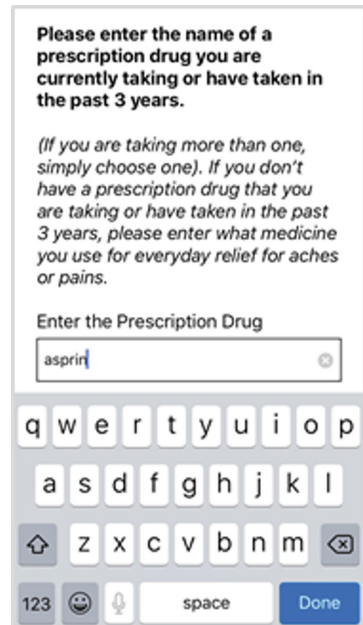 Please enter the name of a
prescription drug you are
currently taking or have taken in
the past 3 years.
(If you are taking more than one,
simply choose one). If you don't
have a prescription drug that you
are taking or have taken in the past
3 years, please enter what medicine
you use for everyday relief for aches
or pains.
Enter the Prescription Drug
asprin
q w e r t y u i o p
a s d f g h j k l
z x c v b n m
123 space Done